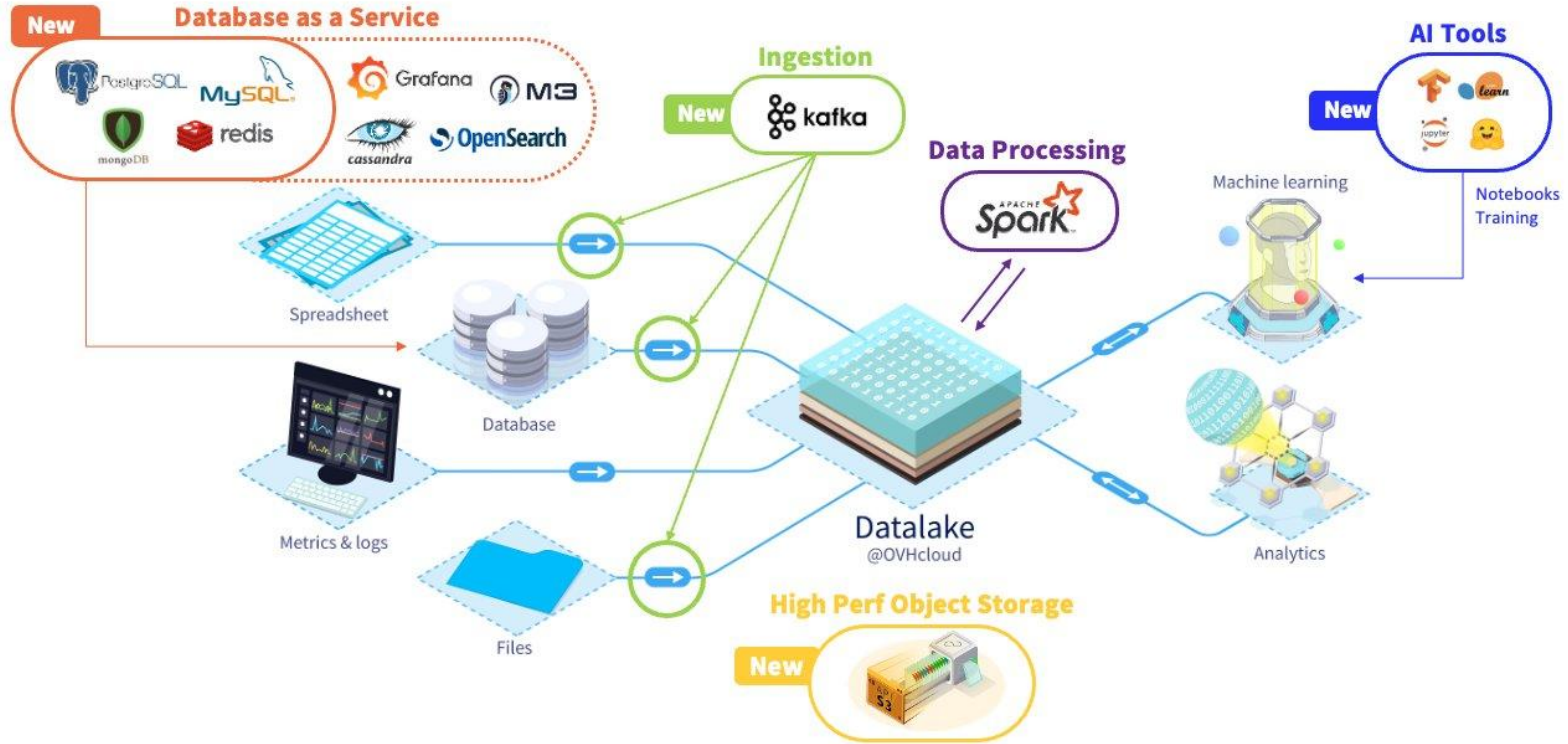 New
Database as a Service
PostgreSQL
MySQL
mongoDB
redis
Grafana
M3
cassandra
OpenSearch
Ingestion
New
kafka
Data Processing
APACHE
Spark
AI Tools
New
learn
jupyter
Notebooks
Training
Machine learning
Spreadsheet
Database
Metrics & logs
Files
Datalake
@OVHcloud
Analytics
High Perf Object Storage
New
API
S3